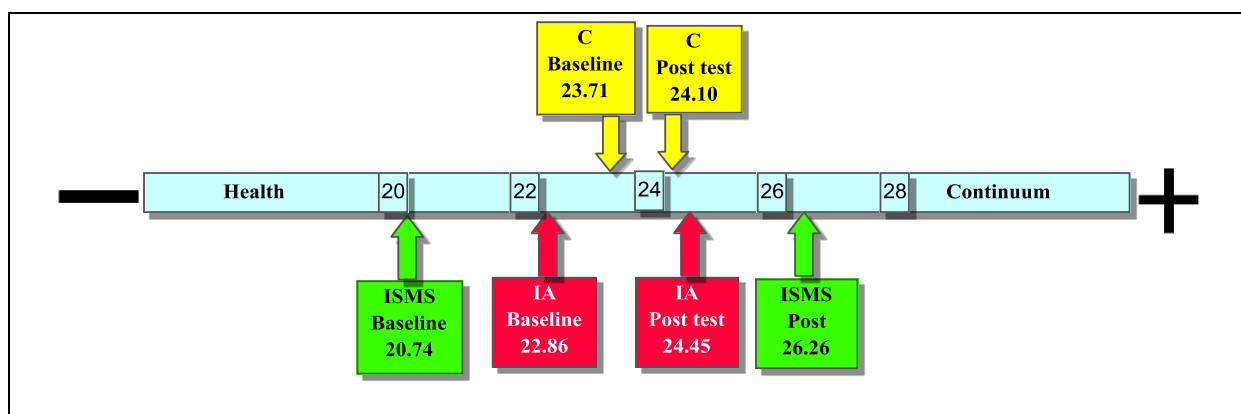 C
Baseline
23.71
C
Post test
24.10
Health 20 22 24 26 28 Continuum
ISMS
Baseline
20.74
IA
Baseline
22.86
IA
Post test
24.45
ISMS
Post
26.26